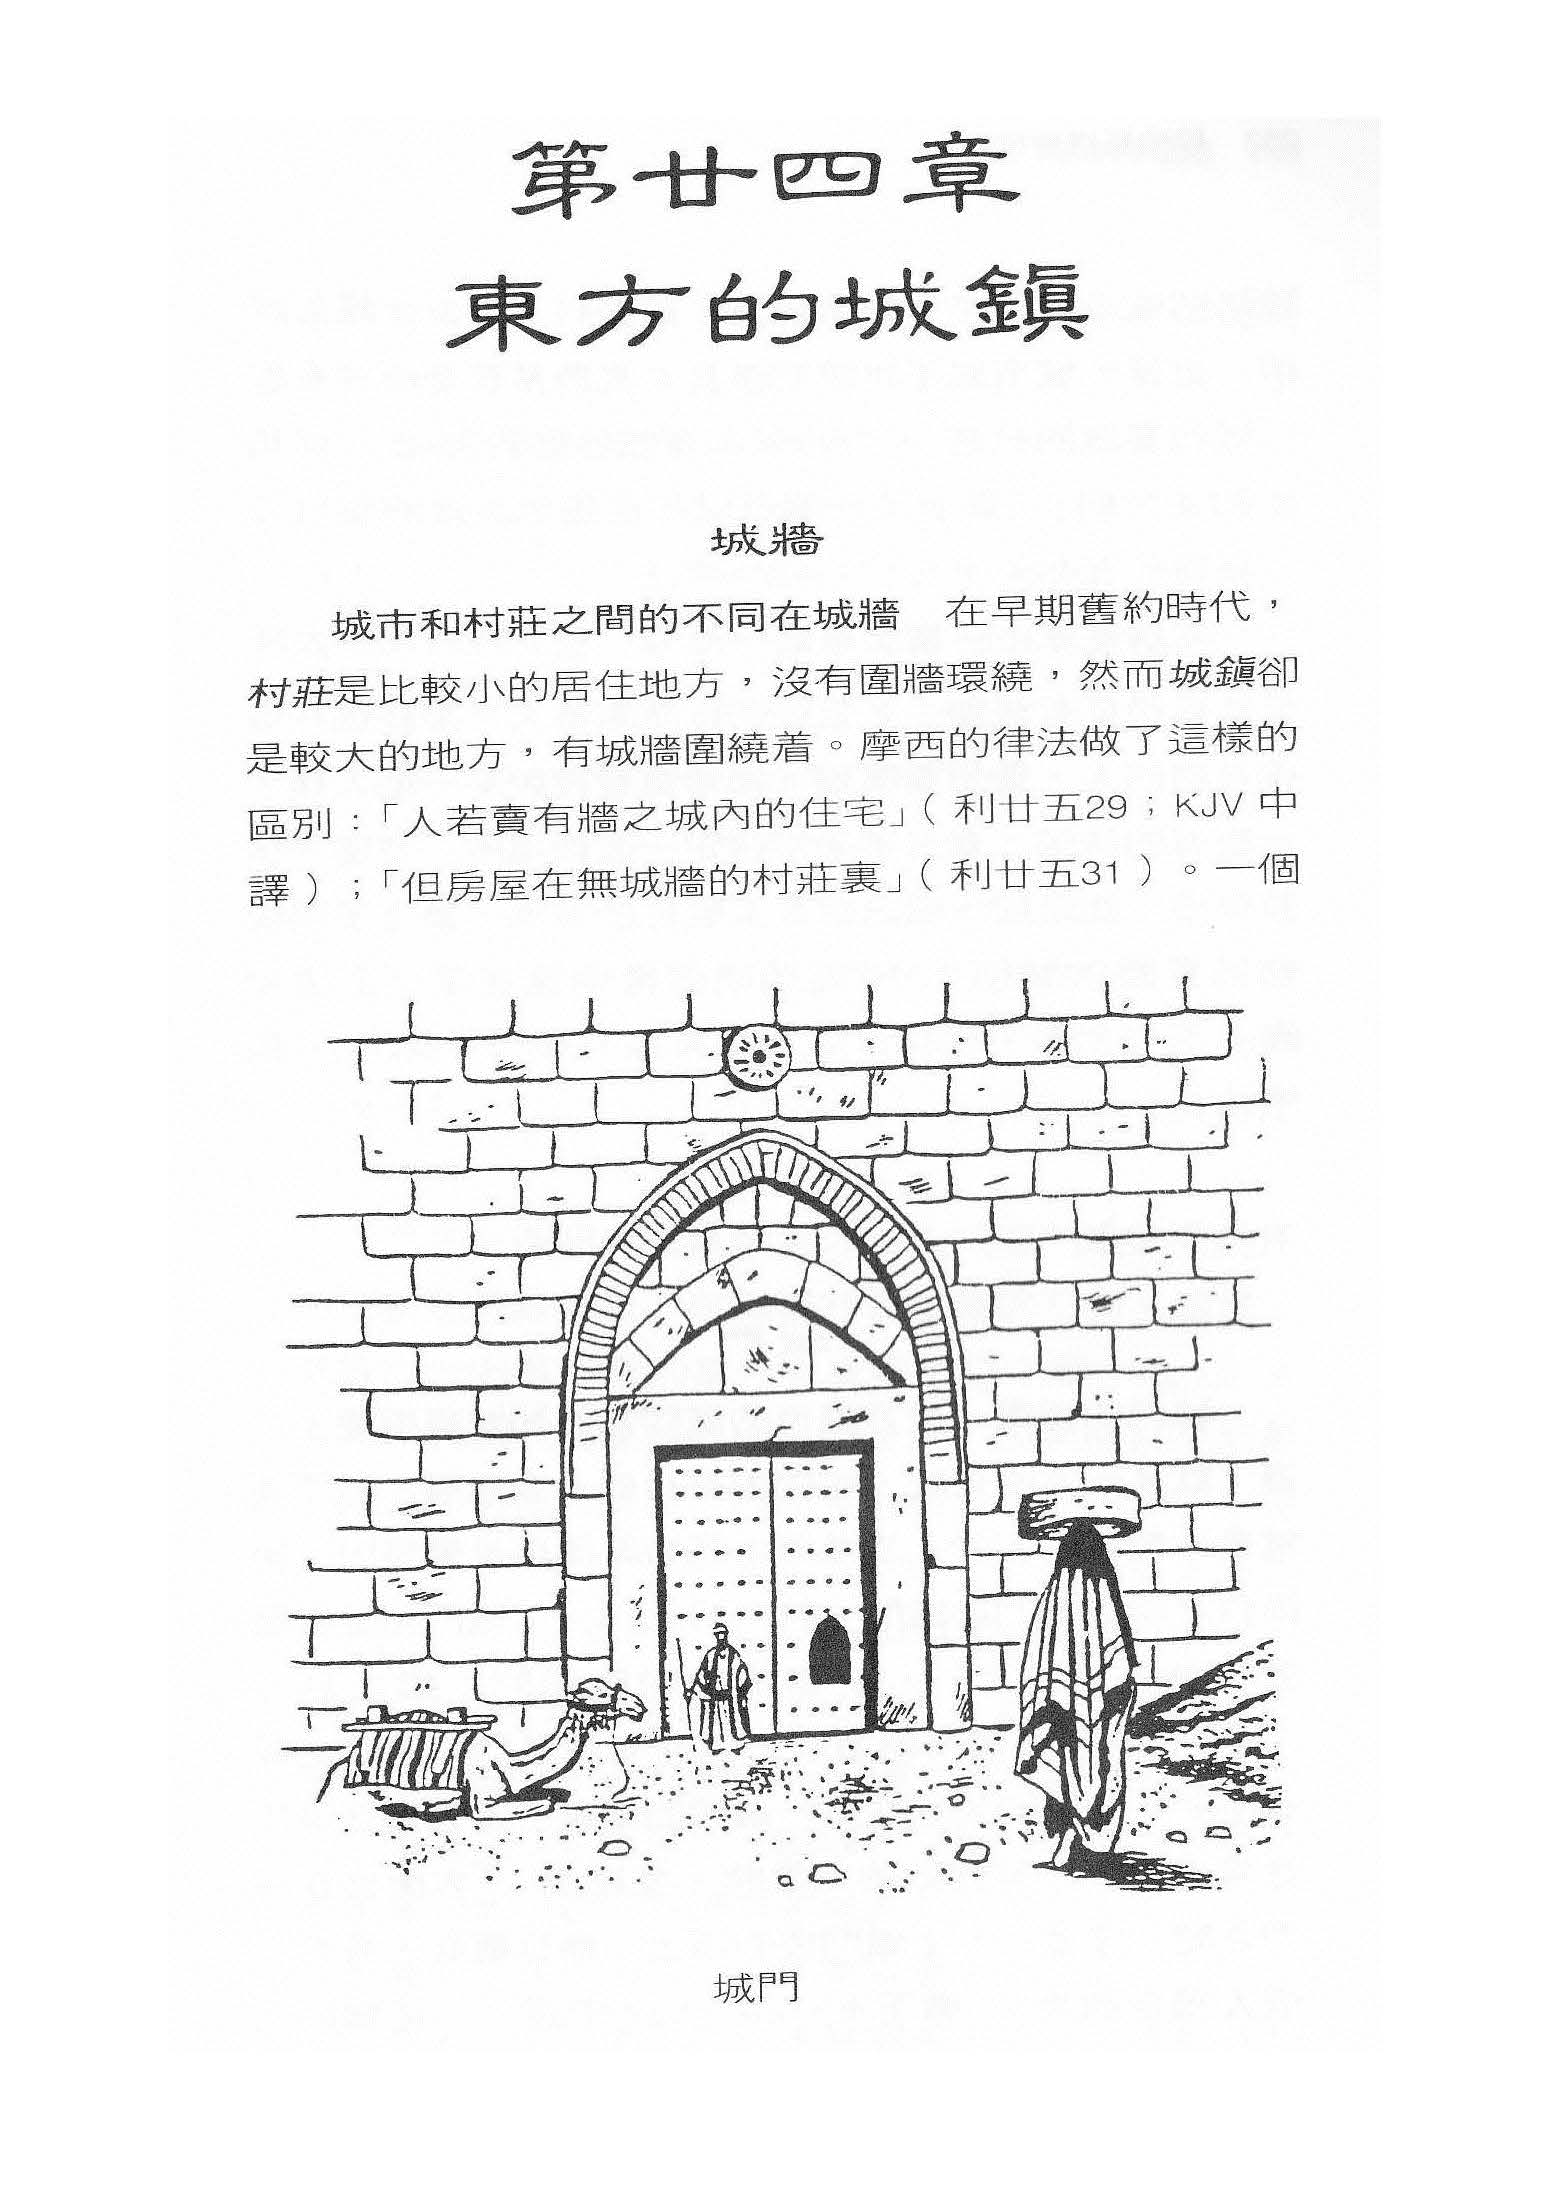 第廿四章
東方的城鎮
城牆
城市和村莊之間的不同在城牆　在早期舊約時代，
村莊是比較小的居住地方，沒有圍牆環繞，然而城鎮卻
是較大的地方，有城牆圍繞着。摩西的律法做了這樣的
區別：「人若賣有牆之城內的住宅」（利廿五29；KJV中
譯）；「但房屋在無城牆的村莊裏」（利廿五31）。一個
城門